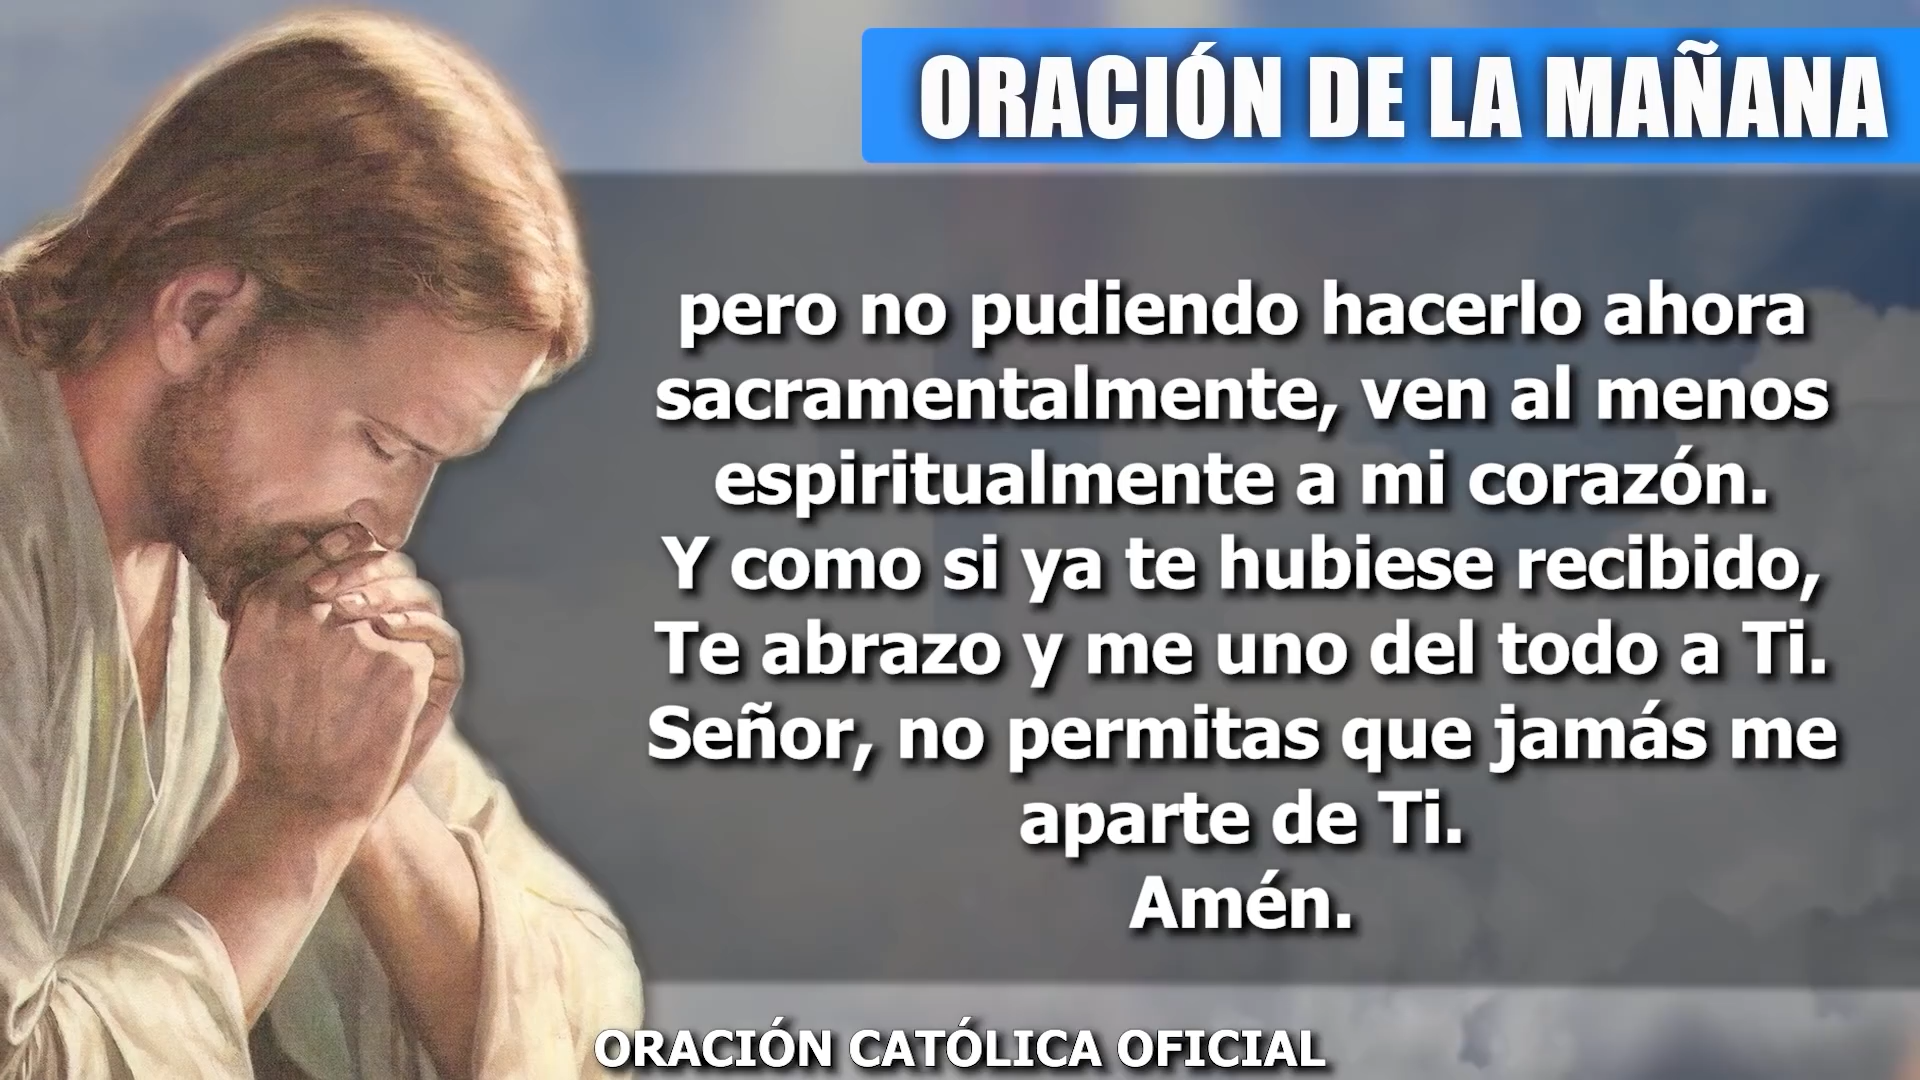 ORACIÓN DE LA MAÑANA
pero no pudiendo hacerlo ahora
sacramentalmente, ven al menos
espiritualmente a mi corazón.
Y como si ya te hubiese recibido,
Te abrazo y me uno del todo a Ti.
Señor, no permitas que jamás me
aparte de Ti.
Amén.
ORACIÓN CATÓLICA OFICIAL